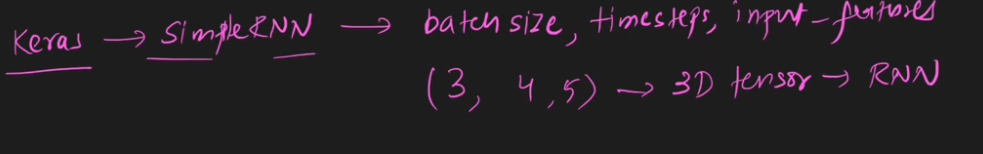 Keras → SimpleRNN → batch size, timesteps, input-features
(3, 4,5) → 3D tensor → RNN